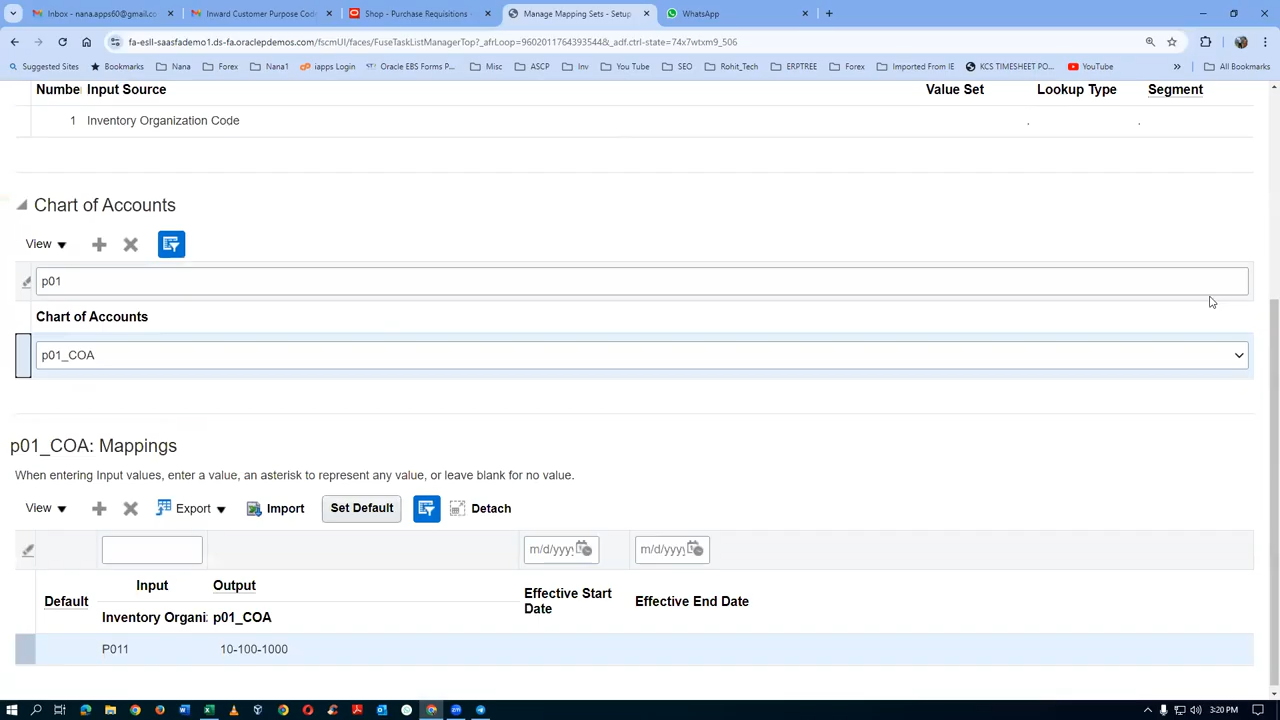 Inbox - nana.apps60@gmail.co
Inward Customer Purpose Cod
Shop - Purchase Requisitions -
Manage Mapping Sets - Setup
WhatsApp
fa-esll-saasfademo1.ds-fa.oraclepdemos.com/fscmUI/faces/FuseTaskListManagerTop?_afrLoop=96020117643935448&_adf.ctrl-state=74x7wtxm9_506
Suggested Sites
Bookmarks
Nana
Forex
Nana1
iapps Login
Oracle EBS Forms P...
Misc
ASCP
Inv
You Tube
SEO
Rohit_Tech
ERPTREE
Forex
Imported From IE
KCS TIMESHEET PO...
YouTube
»
All Bookmarks
Numbe Input Source Value Set Lookup Type Segment
1 Inventory Organization Code . .
Chart of Accounts
View
p01
Chart of Accounts
p01_COA
p01_COA: Mappings
When entering Input values, enter a value, an asterisk to represent any value, or leave blank for no value.
View Export Import Set Default Detach
m/d/yyyy m/d/yyyy
Default Input Output Effective Start Date Effective End Date
Inventory Organi: p01_COA
P011 10-100-1000
3:20 PM